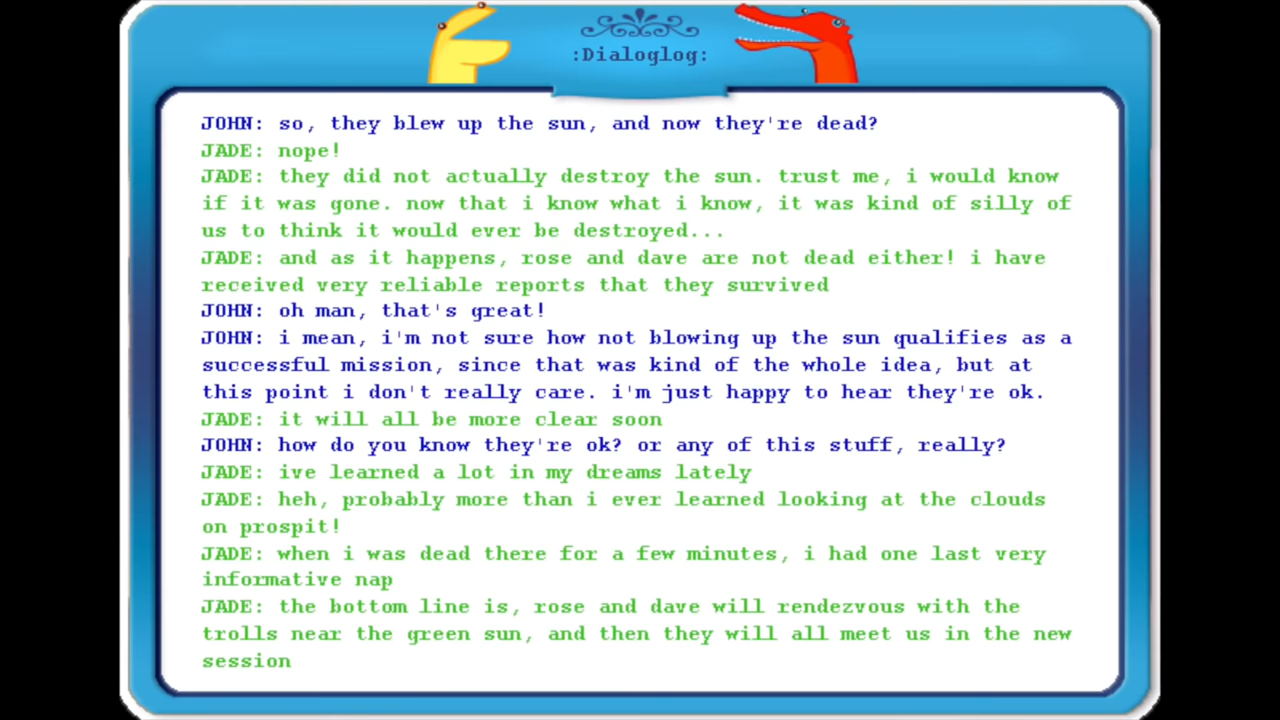 :Dialoglog:
JOHN: so, they blew up the sun, and now they're dead?
JADE: nope!
JADE: they did not actually destroy the sun. trust me, i would know
if it was gone. now that i know what i know, it was kind of silly of
us to think it would ever be destroyed...
JADE: and as it happens, rose and dave are not dead either! i have
received very reliable reports that they survived
JOHN: oh man, that's great!
JOHN: i mean, i'm not sure how not blowing up the sun qualifies as a
successful mission, since that was kind of the whole idea, but at
this point i don't really care. i'm just happy to hear they're ok.
JADE: it will all be more clear soon
JOHN: how do you know they're ok? or any of this stuff, really?
JADE: ive learned a lot in my dreams lately
JADE: heh, probably more than i ever learned looking at the clouds
on prospit!
JADE: when i was dead there for a few minutes, i had one last very
informative nap
JADE: the bottom line is, rose and dave will rendezvous with the
trolls near the green sun, and then they will all meet us in the new
session